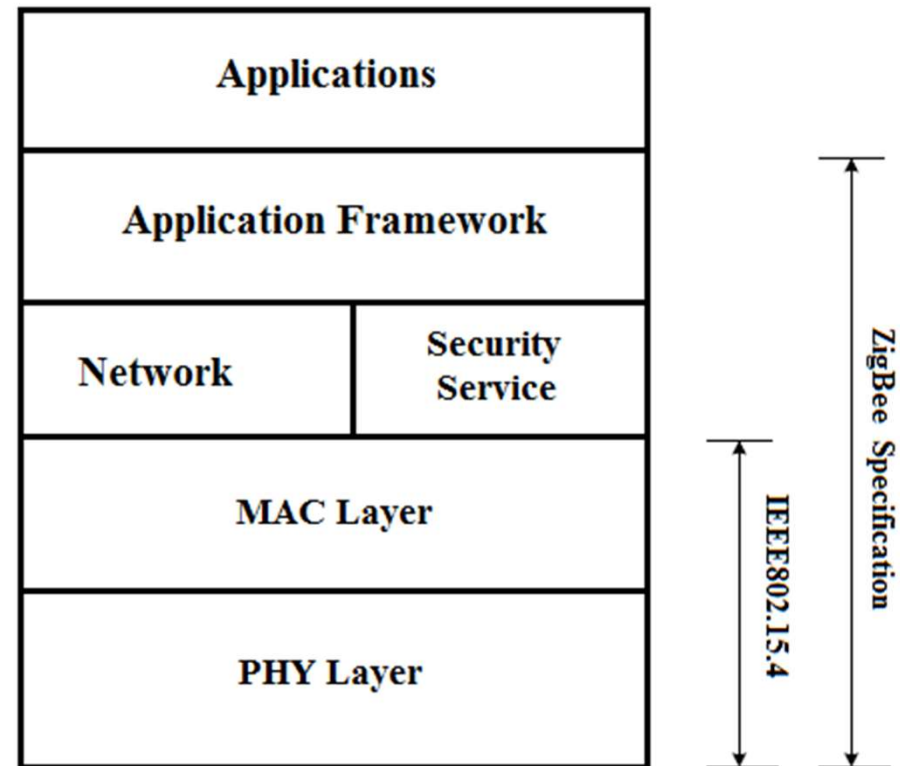 Applications
Application Framework
Network
Security
Service
MAC Layer
PHY Layer
IEEE802.15.4
ZigBee Specification